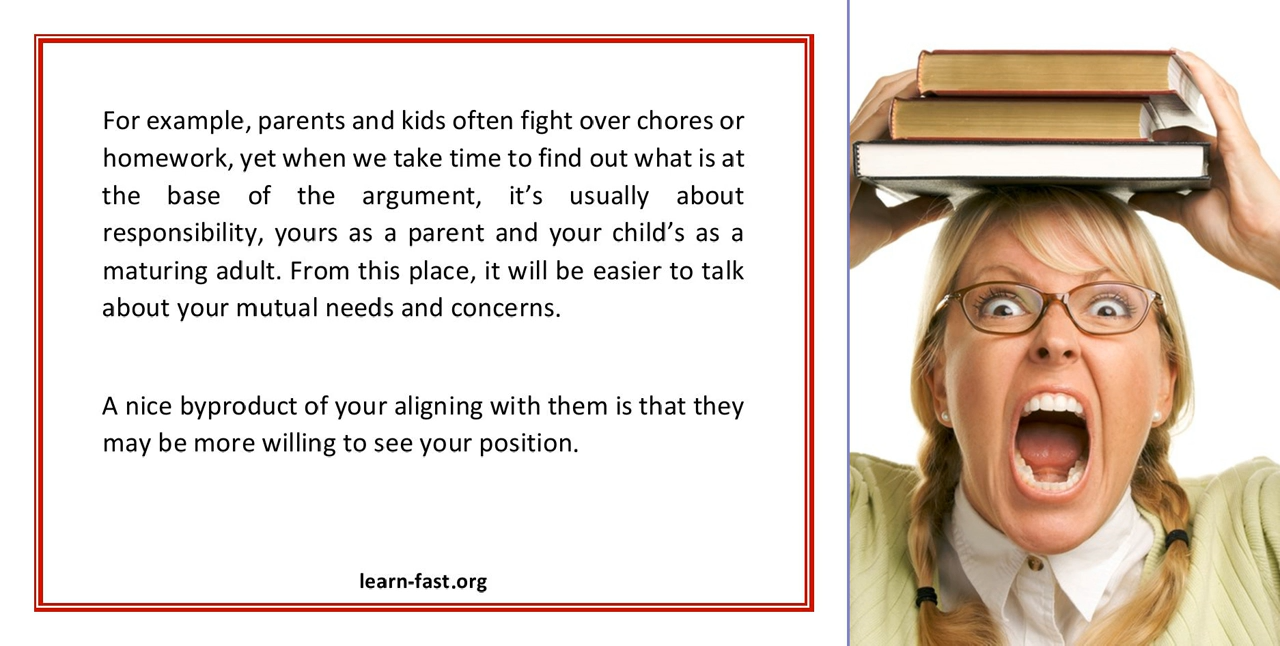 For example, parents and kids often fight over chores or
homework, yet when we take time to find out what is at
the base of the argument, it’s usually about
responsibility, yours as a parent and your child’s as a
maturing adult. From this place, it will be easier to talk
about your mutual needs and concerns.
A nice byproduct of your aligning with them is that they
may be more willing to see your position.
learn-fast.org